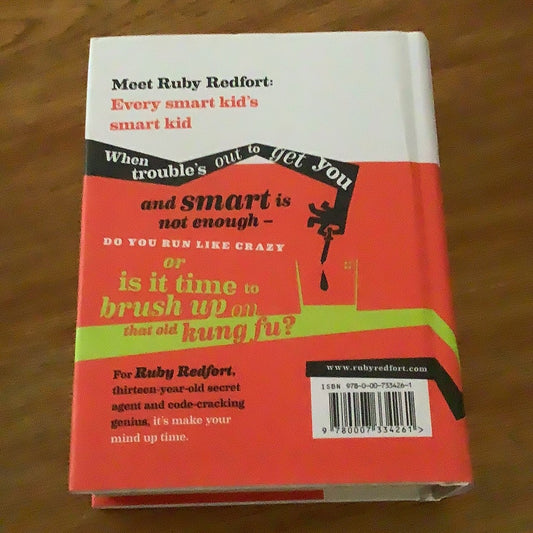 Meet Ruby Redfort:
Every smart kid's
smart kid
When
trouble's out to get you
and smart is
not enough –
DO YOU RUN LIKE CRAZY
or
is it time to
brush up on
that old kung fu?
For Ruby Redfort,
thirteen-year-old secret
agent and code-cracking
genius, it's make your
mind up time.
www.rubyredfort.com
ISBN 978-0-00-733426-1
9 780007 334261 >